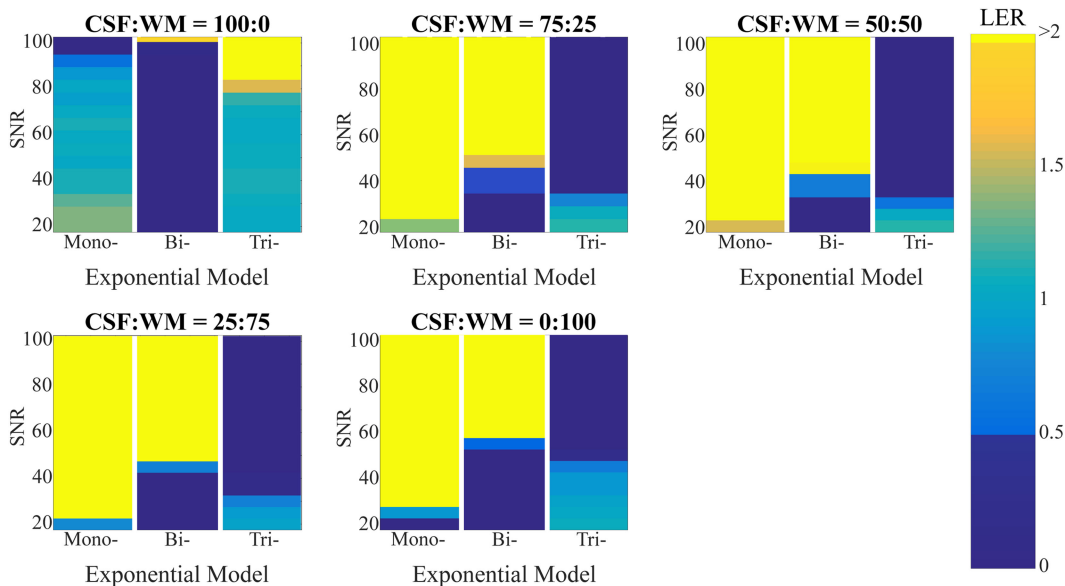 CSF:WM = 100:0
100
80
60
40
20
SNR
Mono- Bi- Tri-
Exponential Model
CSF:WM = 75:25
100
80
60
40
20
SNR
Mono- Bi- Tri-
Exponential Model
CSF:WM = 50:50
100
80
60
40
20
SNR
Mono- Bi- Tri-
Exponential Model
LER
>2
1.5
1
0.5
0
CSF:WM = 25:75
100
80
60
40
20
SNR
Mono- Bi- Tri-
Exponential Model
CSF:WM = 0:100
100
80
60
40
20
SNR
Mono- Bi- Tri-
Exponential Model